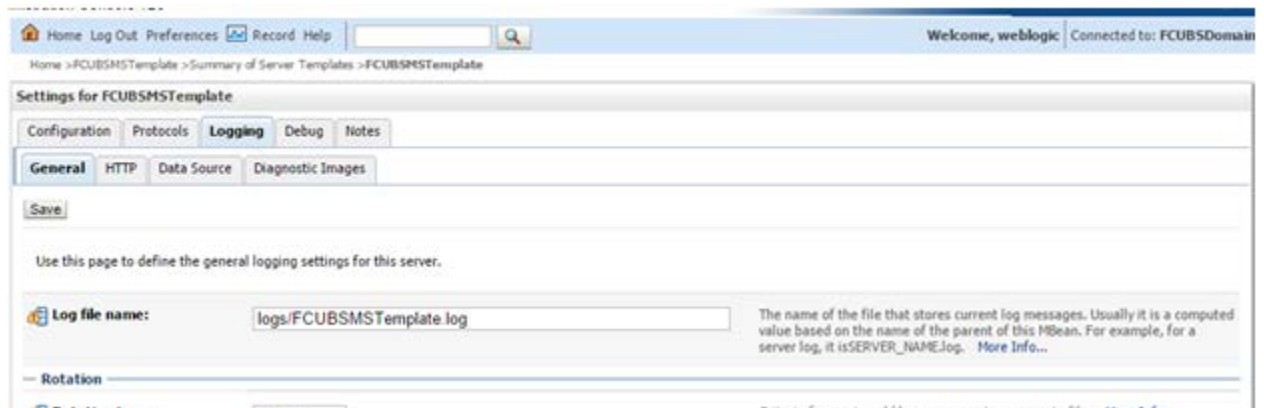 Home Log Out Preferences Record Help
Welcome, weblogic Connected to: FCUBSDomain
Home >FCUBSMSTemplate >Summary of Server Templates >FCUBSMSTemplate
Settings for FCUBSMSTemplate
Configuration Protocols Logging Debug Notes
General HTTP Data Source Diagnostic Images
Save
Use this page to define the general logging settings for this server.
Log file name:
logs/FCUBSMSTemplate.log
The name of the file that stores current log messages. Usually it is a computed
value based on the name of the parent of this MBean. For example, for a
server log, it isSERVER_NAME.log. More Info...
Rotation